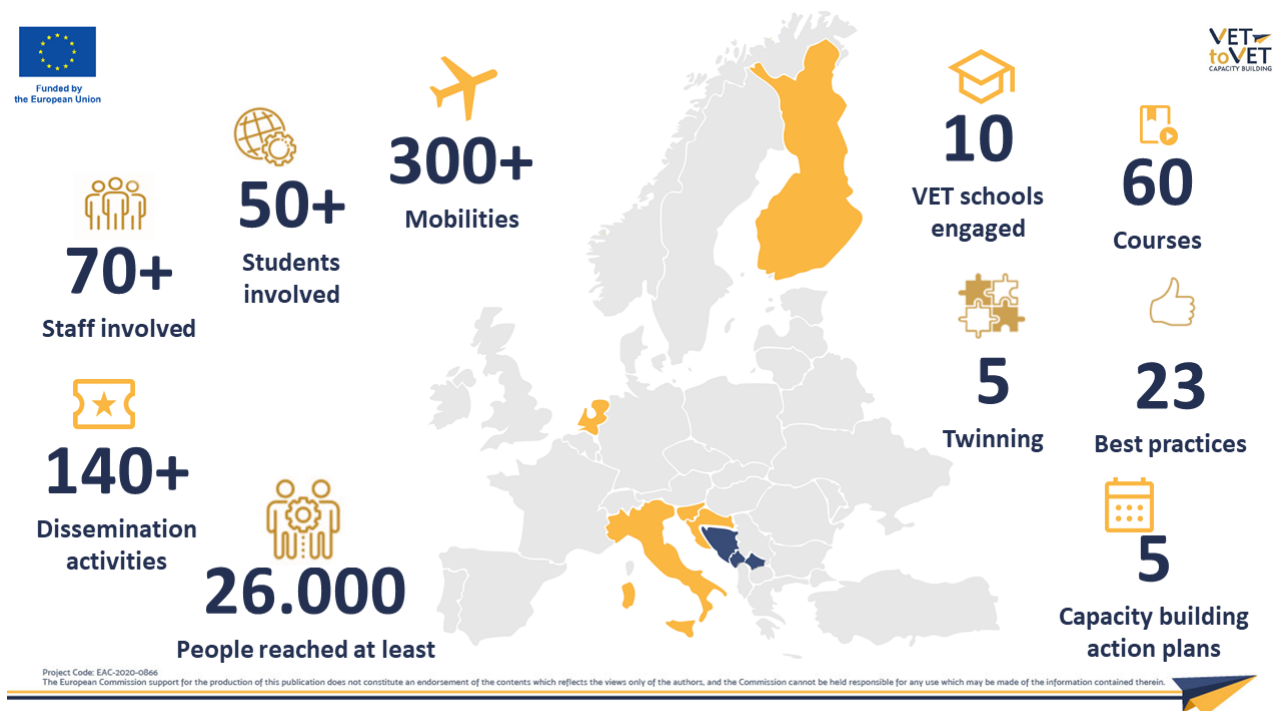 Funded by
the European Union
VET
toVET
CAPACITY BUILDING
300+
Mobilities
50+
Students
involved
70+
Staff involved
10
VET schools
engaged
60
Courses
5
Twinning
23
Best practices
140+
Dissemination
activities
26.000
People reached at least
5
Capacity building
action plans
Project Code: EAC-2020-0866
The European Commission support for the production of this publication does not constitute an endorsement of the contents which reflects the views only of the authors, and the Commission cannot be held responsible for any use which may be made of the information contained therein.